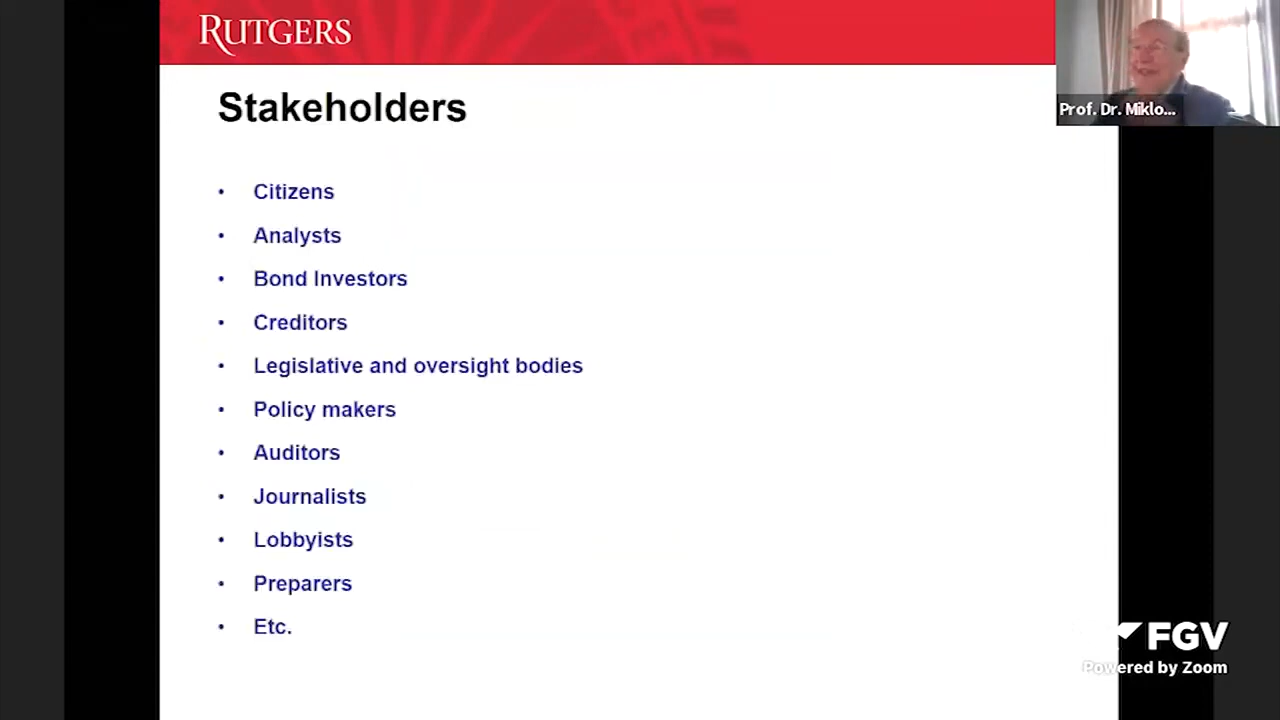 RUTGERS
Prof. Dr. Miklo...
Stakeholders
• Citizens
• Analysts
• Bond Investors
• Creditors
• Legislative and oversight bodies
• Policy makers
• Auditors
• Journalists
• Lobbyists
• Preparers
• Etc.
FGV
Powered by Zoom